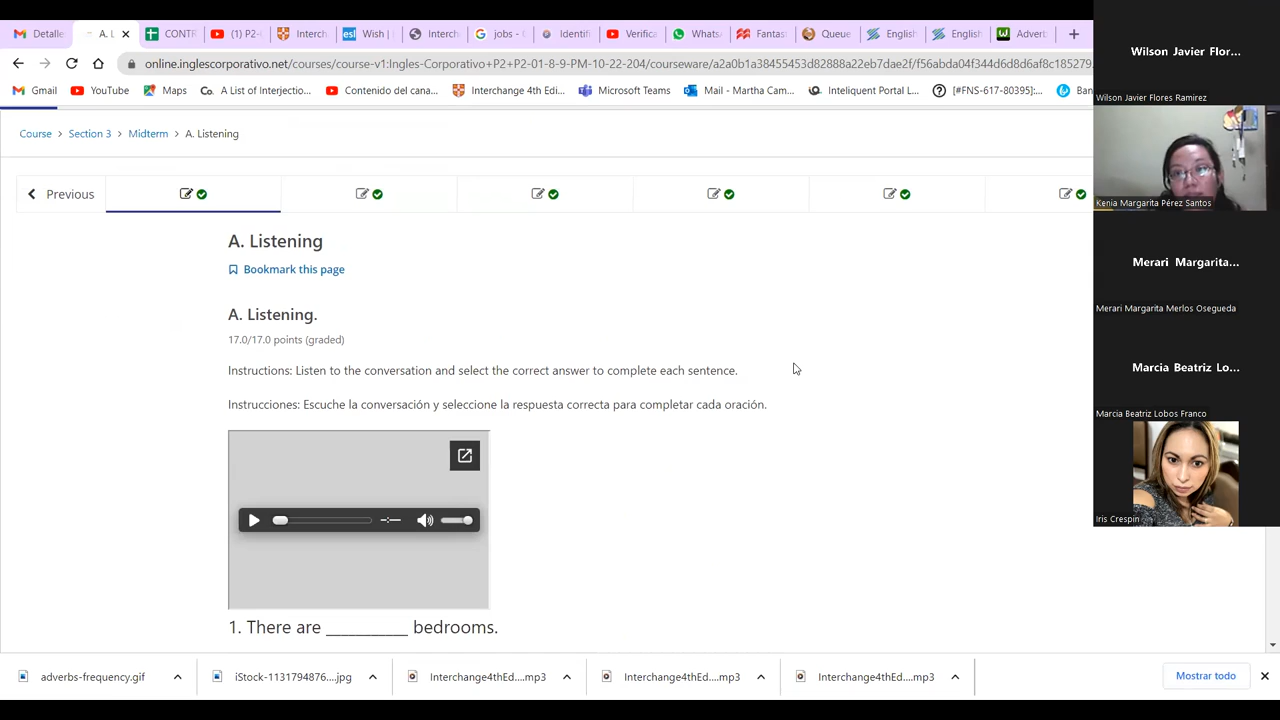 Detalle
A. L
CONTR
(1) P2-
Interch
Wish |
Interch
jobs -
Identifi
Verifica
Whats
Fantas
Queue
English
English
Adverb
online.inglescorporativo.net/courses/course-v1:Ingles-Corporativo+P2+P2-01-8-9-PM-10-22-204/courseware/a2a0b1a38455453d82888a22eb7dae2f/f56abda04f344d6d8d6af8c185279
Gmail
YouTube
Maps
A List of Interjectio...
Contenido del cana...
Interchange 4th Edi...
Microsoft Teams
Mail - Martha Cam...
Inteliquent Portal L...
[#FNS-617-80395]:...
Ban
Course > Section 3 > Midterm > A. Listening
Previous
A. Listening
Bookmark this page
A. Listening.
17.0/17.0 points (graded)
Instructions: Listen to the conversation and select the correct answer to complete each sentence.
Instrucciones: Escuche la conversación y seleccione la respuesta correcta para completar cada oración.
1. There are ___________ bedrooms.
adverbs-frequency.gif
iStock-1131794876....jpg
Interchange4thEd....mp3
Interchange4thEd....mp3
Interchange4thEd....mp3
Mostrar todo
Wilson Javier Flor...
Wilson Javier Flores Ramirez
Kenia Margarita Pérez Santos
Merari Margarita...
Merari Margarita Merlos Osegueda
Marcia Beatriz Lo...
Marcia Beatriz Lobos Franco
Iris Crespin